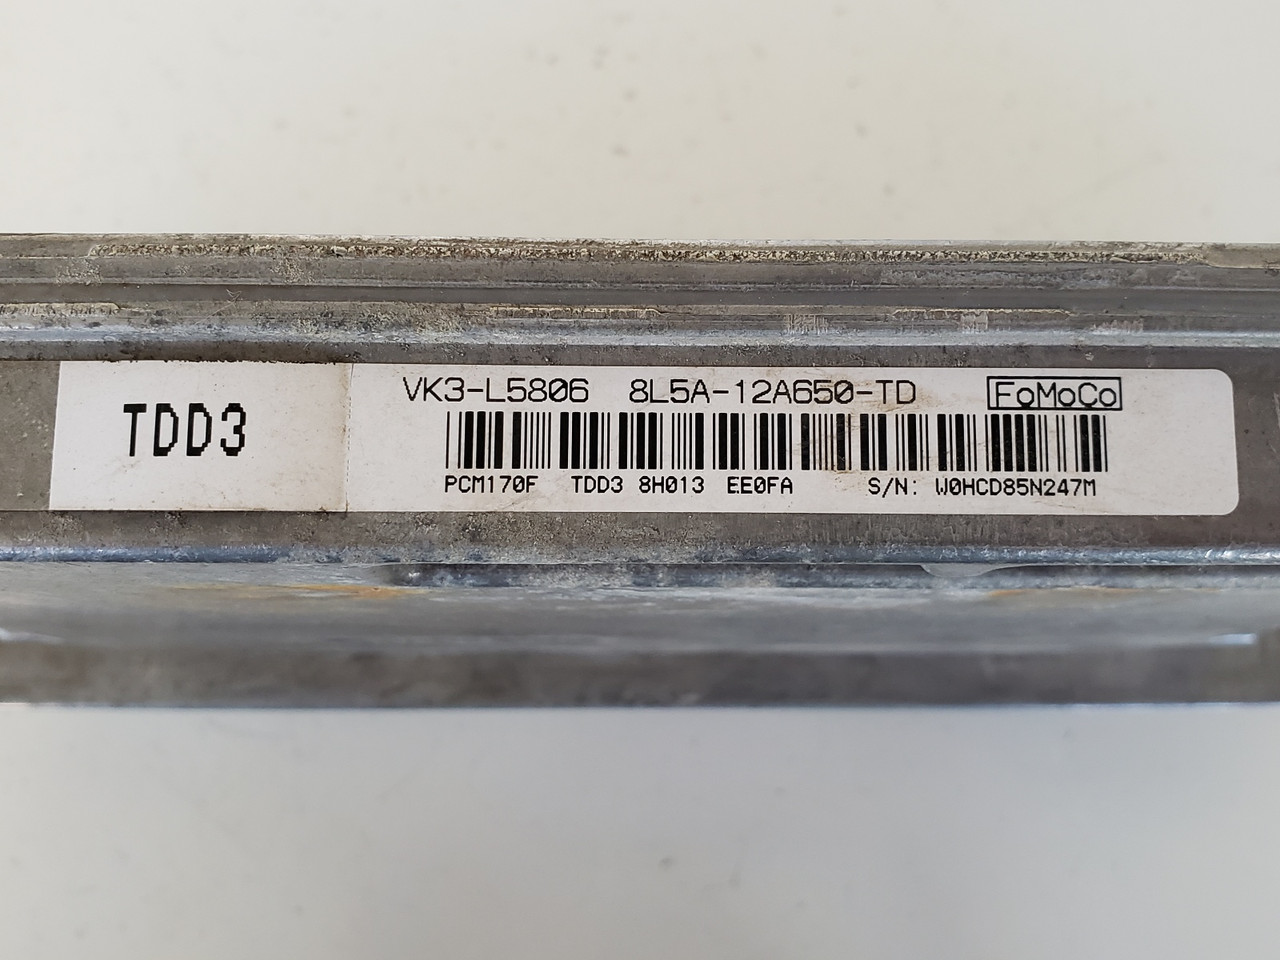 TDD3
VK3-L5806 8L5A-12A650-TD FoMoCo
PCM170F TDD3 8H013 EE0FA S/N: W0HCD85N247M